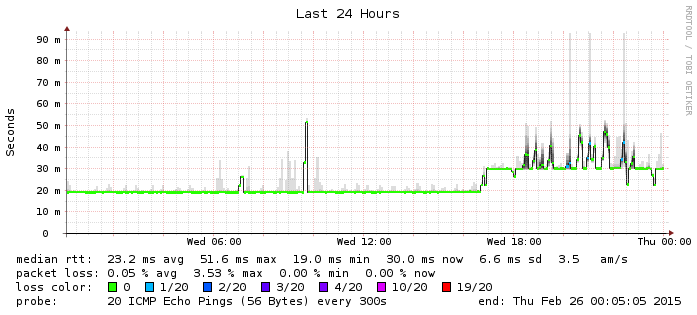 Last 24 Hours
RRDTOOL / TOBI OETIKER
Seconds
90 m
80 m
70 m
60 m
50 m
40 m
30 m
20 m
10 m
0
Wed 06:00 Wed 12:00 Wed 18:00 Thu 00:00
median rtt: 23.2 ms avg 51.6 ms max 19.0 ms min 30.0 ms now 6.6 ms sd 3.5 am/s
packet loss: 0.05 % avg 3.53 % max 0.00 % min 0.00 % now
loss color: 0 1/20 2/20 3/20 4/20 10/20 19/20
probe: 20 ICMP Echo Pings (56 Bytes) every 300s end: Thu Feb 26 00:05:05 2015